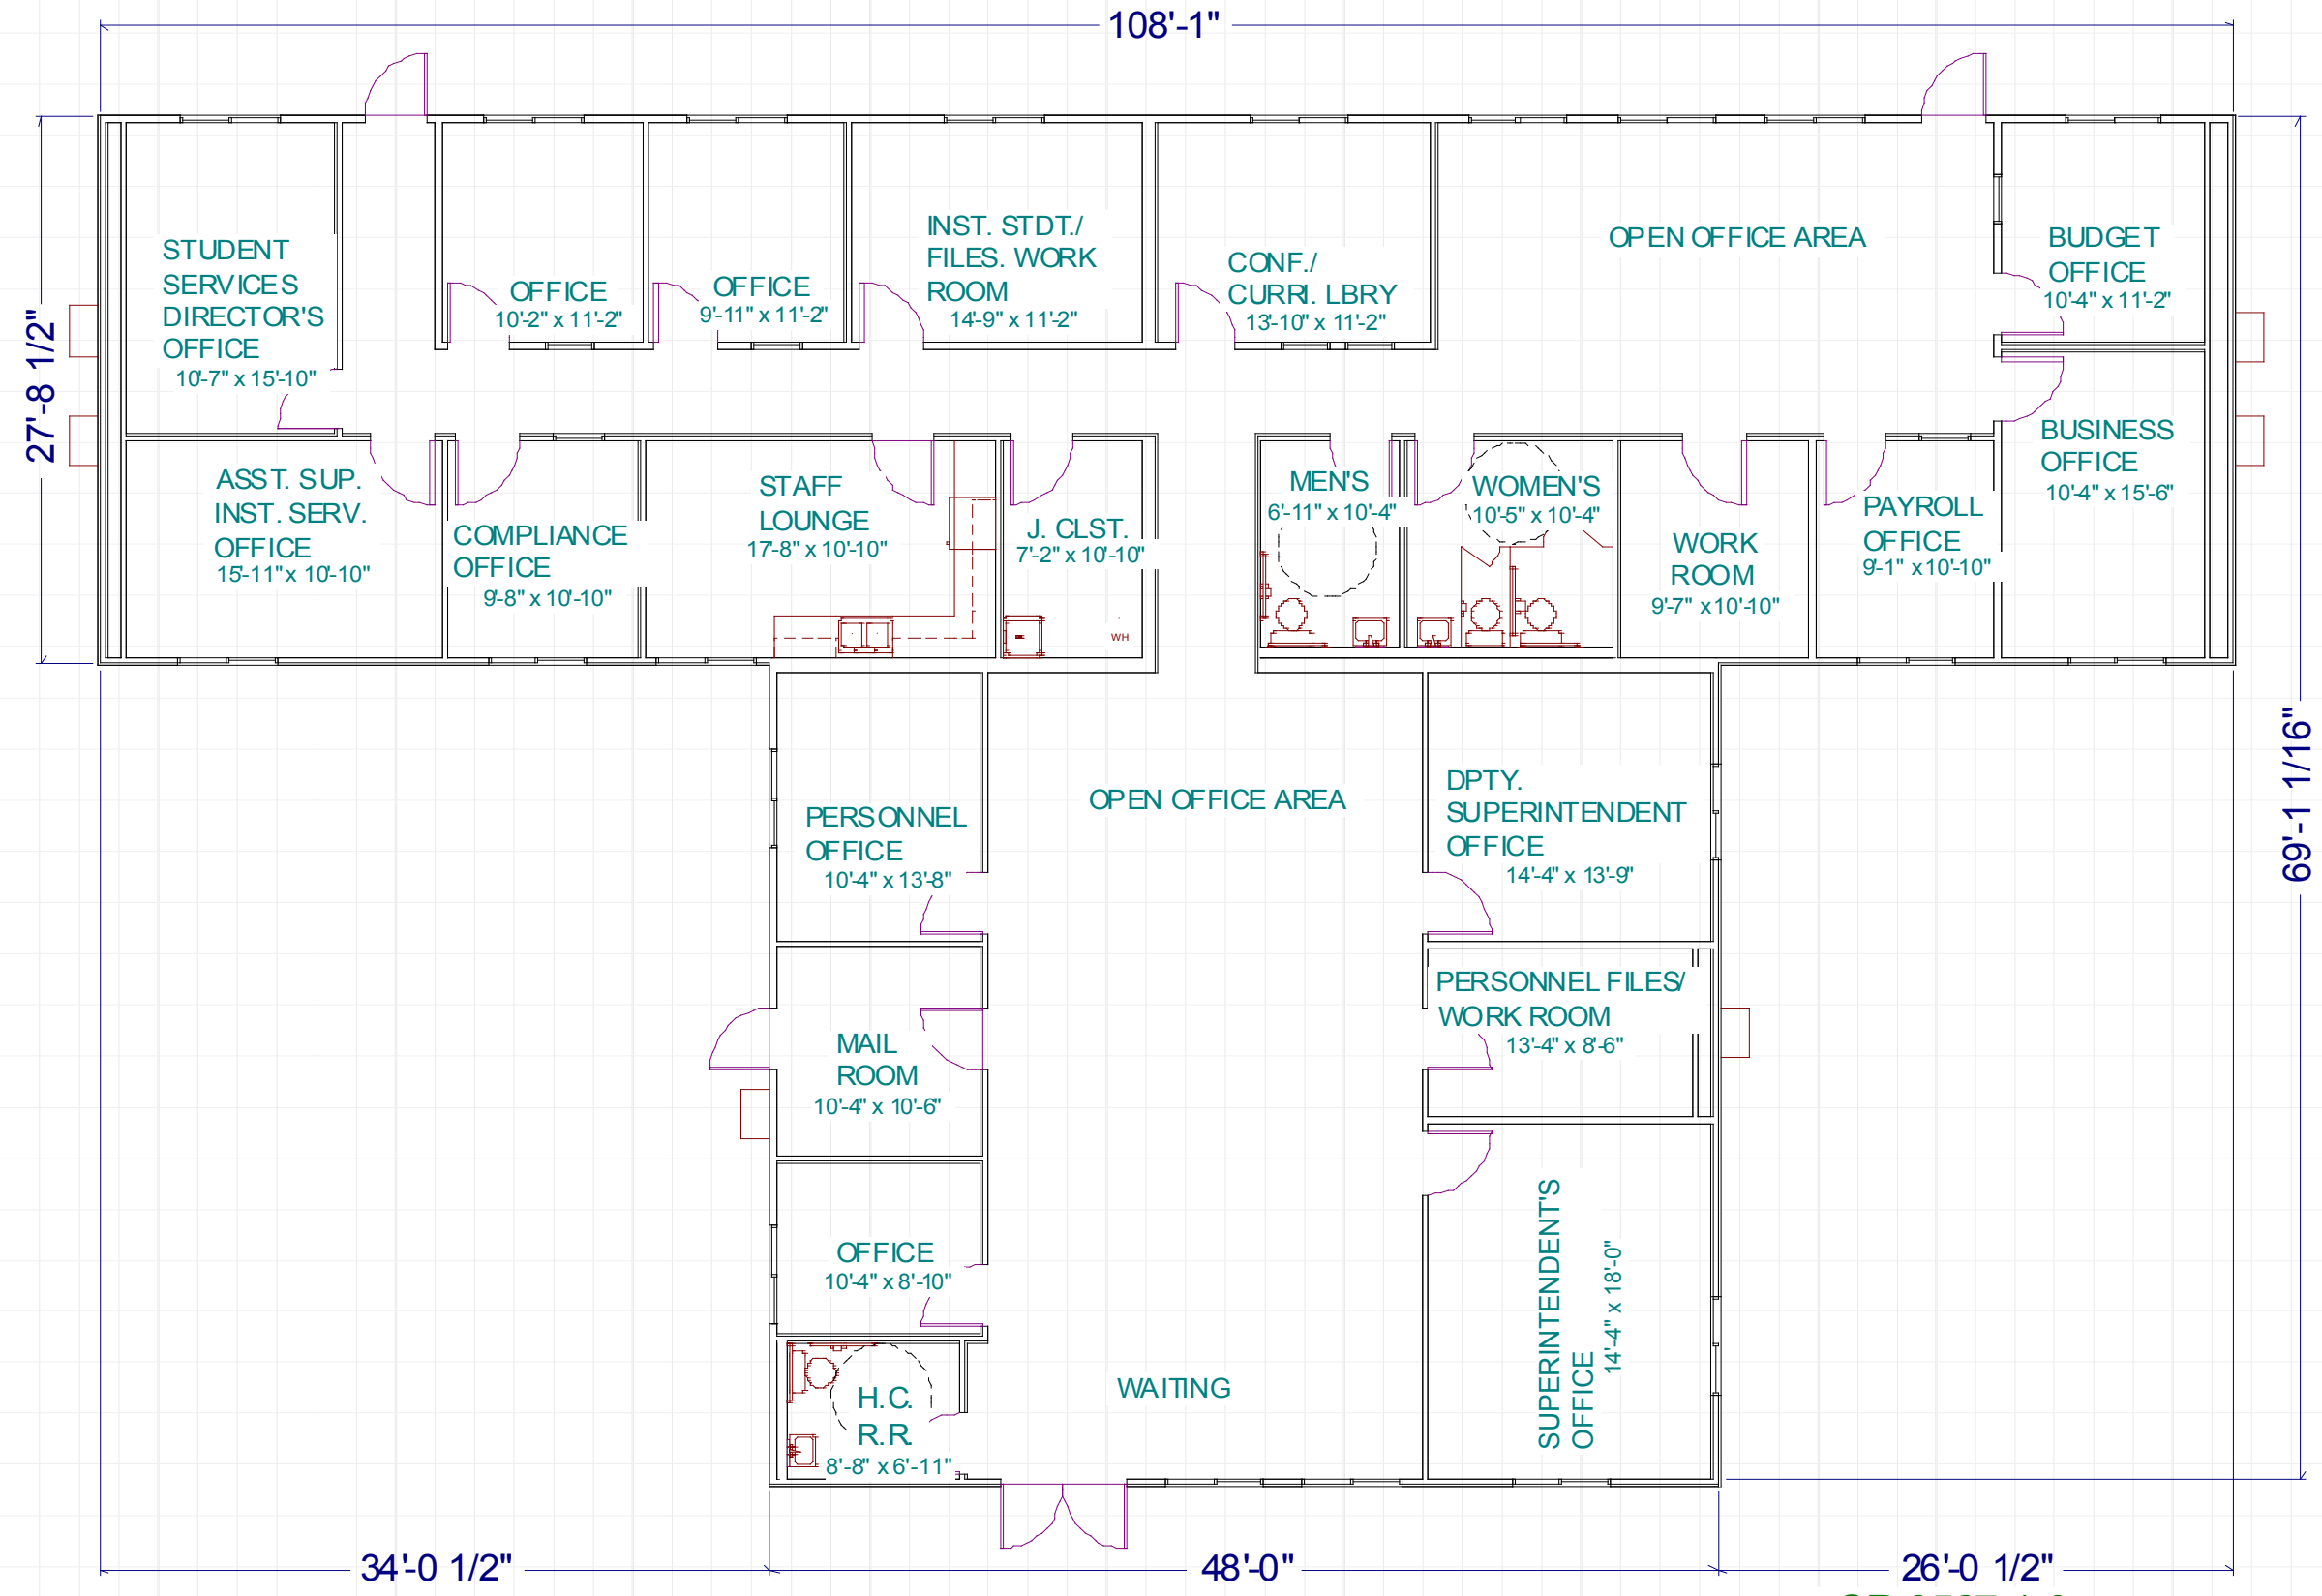 108'-1"
27'-8 1/2"
STUDENT
SERVICES
DIRECTOR'S
OFFICE
10'-7" x 15'-10"
OFFICE
10'-2" x 11'-2"
OFFICE
9'-11" x 11'-2"
INST. STDT./
FILES. WORK
ROOM
14'-9" x 11'-2"
CONF./
CURRI. LBRY
13'-10" x 11'-2"
OPEN OFFICE AREA
BUDGET
OFFICE
10'-4" x 11'-2"
BUSINESS
OFFICE
10'-4" x 15'-6"
ASST. SUP.
INST. SERV.
OFFICE
15'-11" x 10'-10"
COMPLIANCE
OFFICE
9'-8" x 10'-10"
STAFF
LOUNGE
17'-8" x 10'-10"
J. CLST.
7'-2" x 10'-10"
WH
MEN'S
6'-11" x 10'-4"
WOMEN'S
10'-5" x 10'-4"
WORK
ROOM
9'-7" x 10'-10"
PAYROLL
OFFICE
9'-1" x 10'-10"
69'-1 1/16"
PERSONNEL
OFFICE
10'-4" x 13'-8"
OPEN OFFICE AREA
DPTY.
SUPERINTENDENT
OFFICE
14'-4" x 13'-9"
PERSONNEL FILES/
WORK ROOM
13'-4" x 8'-6"
MAIL
ROOM
10'-4" x 10'-6"
OFFICE
10'-4" x 8'-10"
SUPERINTENDENT'S
OFFICE
14'-4" x 18'-0"
WAITING
H.C.
R.R.
8'-8" x 6'-11"
34'-0 1/2"
48'-0"
26'-0 1/2"